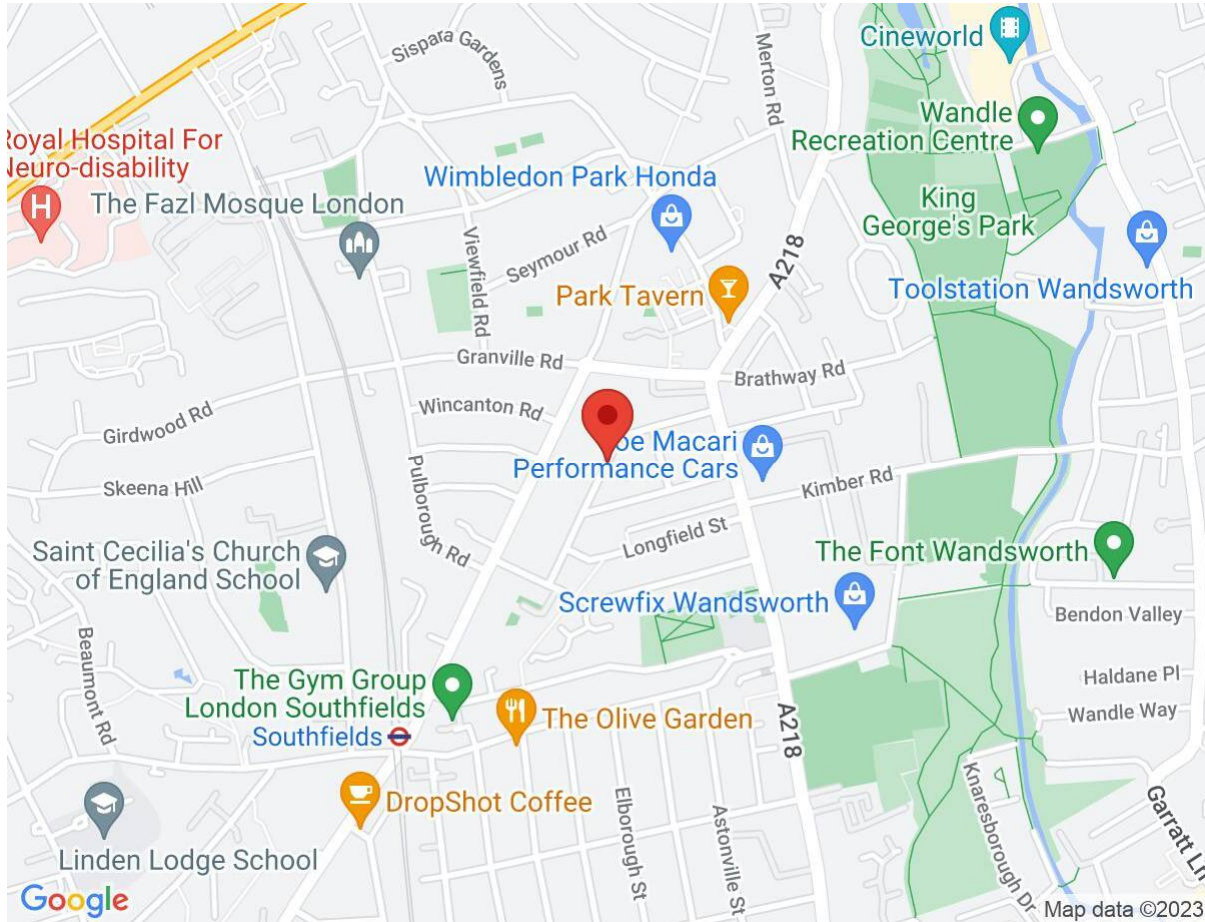 Sispara Gardens
Merton Rd
Cineworld
Wandle
Recreation Centre
Royal Hospital For
Neuro-disability
H
The Fazl Mosque London
Wimbledon Park Honda
King
George's Park
Viewfield Rd
Seymour Rd
A218
Park Tavern
Toolstation Wandsworth
Granville Rd
Brathway Rd
Wincanton Rd
Girdwood Rd
oe Macari
Performance Cars
Skeena Hill
Pulborough Rd
Kimber Rd
Longfield St
Saint Cecilia's Church
of England School
The Font Wandsworth
Screwfix Wandsworth
Bendon Valley
Beaumont Rd
The Gym Group
London Southfields
Southfields
Haldane Pl
The Olive Garden
Wandle Way
A218
DropShot Coffee
Elborough St
Astonville St
Knaresborough Dr
Garratt Ln
Linden Lodge School
Google
Map data ©2023